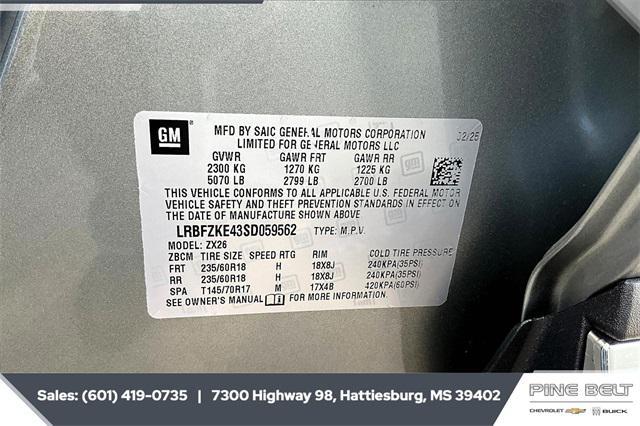 GM
MFD BY SAIC GENERAL MOTORS CORPORATION 02/25
LIMITED FOR GENERAL MOTORS LLC
GVWR GAWR FRT GAWR RR
2300 KG 1270 KG 1225 KG
5070 LB 2799 LB 2700 LB
THIS VEHICLE CONFORMS TO ALL APPLICABLE U.S. FEDERAL MOTOR
VEHICLE SAFETY AND THEFT PREVENTION STANDARDS IN EFFECT ON
THE DATE OF MANUFACTURE SHOWN ABOVE.
LRBFZKE43SD059562 TYPE: M.P.V.
MODEL: ZX26
ZBCM TIRE SIZE SPEED RTG RIM COLD TIRE PRESSURE
FRT 235/60R18 H 18X8J 240KPA(35PSI)
RR 235/60R18 H 18X8J 240KPA(35PSI)
SPA T145/70R17 M 17X4B 420KPA(60PSI)
SEE OWNER'S MANUAL FOR MORE INFORMATION.
Sales: (601) 419-0735 | 7300 Highway 98, Hattiesburg, MS 39402
PINE BELT
CHEVROLET BUICK